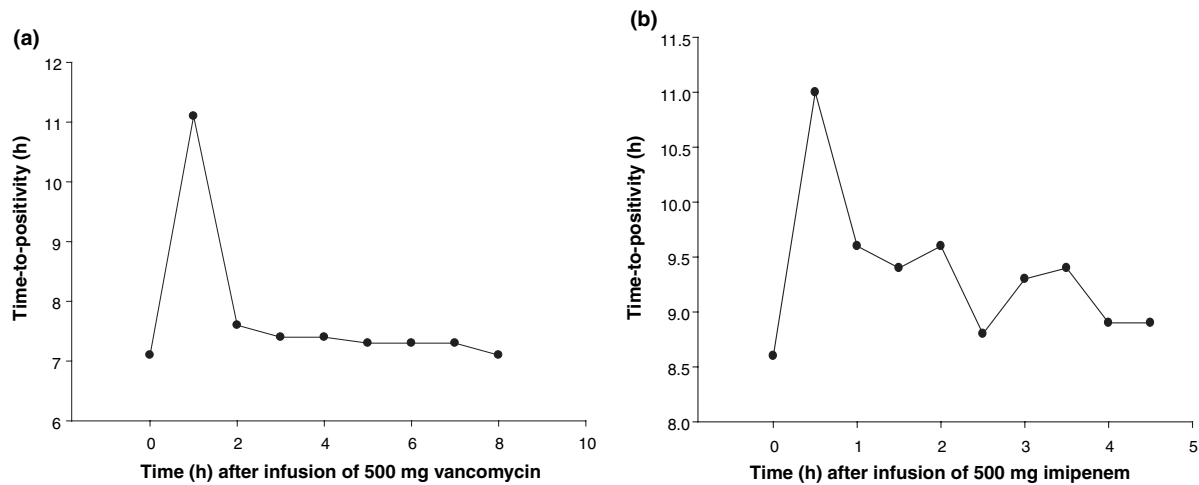 (a)
12
11
10
9
8
7
6
Time-to-positivity (h)
0 2 4 6 8 10
Time (h) after infusion of 500 mg vancomycin
(b)
11.5
11.0
10.5
10.0
9.5
9.0
8.5
8.0
Time-to-positivity (h)
0 1 2 3 4 5
Time (h) after infusion of 500 mg imipenem